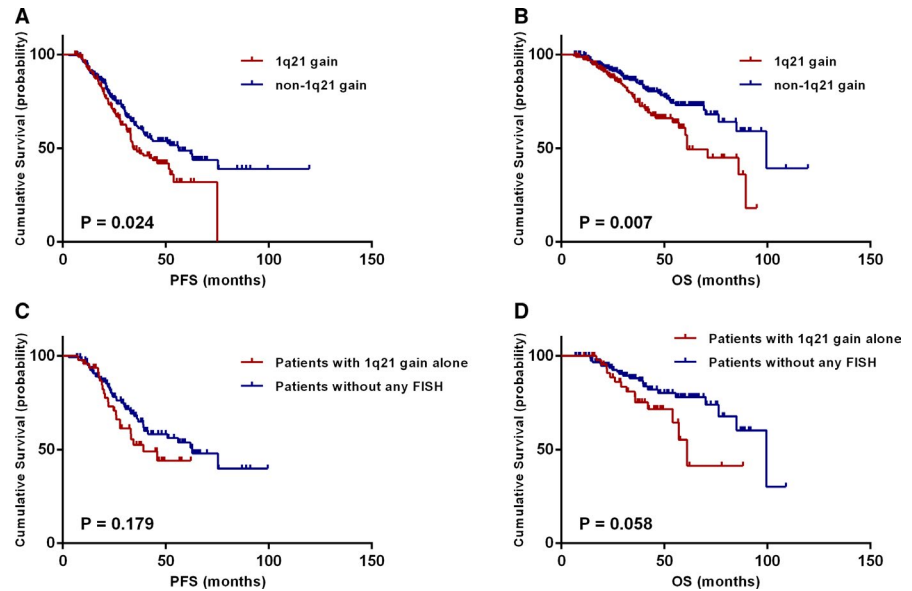 A
Cumulative Survival (probability)
100
50
0
0
50
100
150
PFS (months)
1q21 gain
non-1q21 gain
P = 0.024
B
Cumulative Survival (probability)
100
50
0
0
50
100
150
OS (months)
1q21 gain
non-1q21 gain
P = 0.007
C
Cumulative Survival (probability)
100
50
0
0
50
100
150
PFS (months)
Patients with 1q21 gain alone
Patients without any FISH
P = 0.179
D
Cumulative Survival (probability)
100
50
0
0
50
100
150
OS (months)
Patients with 1q21 gain alone
Patients without any FISH
P = 0.058